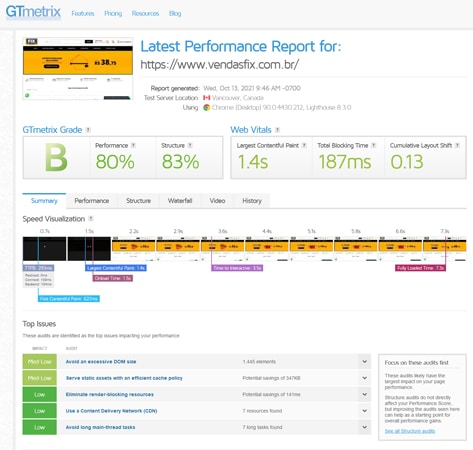 GTmetrix Features Pricing Resources Blog
Latest Performance Report for:
https://www.vendasfix.com.br/
Report generated: Wed, Oct 13, 2021 9:46 AM -0700
Test Server Location: Vancouver, Canada
Using: Chrome (Desktop) 90.0.4430.212, Lighthouse 8.3.0
FIX
R$ 38,75
GTmetrix Grade ?
Web Vitals ?
B
Performance ?
80%
Structure ?
83%
Largest Contentful Paint ?
1.4s
Total Blocking Time ?
187ms
Cumulative Layout Shift ?
0.13
Summary Performance Structure Waterfall Video History
Speed Visualization ?
0.7s 1.5s 2.2s 2.9s 3.6s 4.4s 5.1s 5.8s 6.6s 7.3s
Largest Contentful Paint: 1.4s
Time to Interactive: 3.5s
Fully Loaded Time: 7.3s
Onload Time: 1.5s
First Contentful Paint: 627ms
Top Issues
These audits are identified as the top issues impacting your performance
IMPACT AUDIT
Med-Low Avoid an excessive DOM size 1,445 elements
Med-Low Serve static assets with an efficient cache policy Potential savings of 347KB
Low Eliminate render-blocking resources Potential savings of 141ms
Low Use a Content Delivery Network (CDN) 7 resources found
Low Avoid long main-thread tasks 7 long tasks found
Focus on these audits first
These audits likely have the
largest impact on your page
performance.
Structure audits do not directly
affect your Performance Score,
but improving the audits seen here
can help as a starting point for
overall performance gains.
See all Structure audits